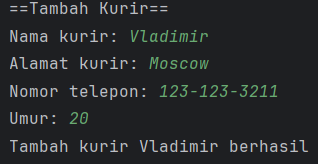 ==Tambah Kurir==
Nama kurir: Vladimir
Alamat kurir: Moscow
Nomor telepon: 123-123-3211
Umur: 20
Tambah kurir Vladimir berhasil